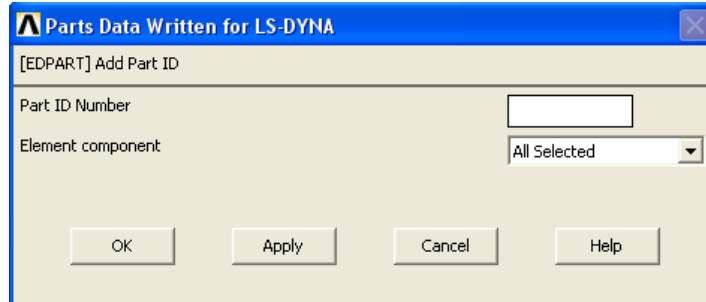 Parts Data Written for LS-DYNA
[EDPART] Add Part ID
Part ID Number
Element component
All Selected
OK Apply Cancel Help